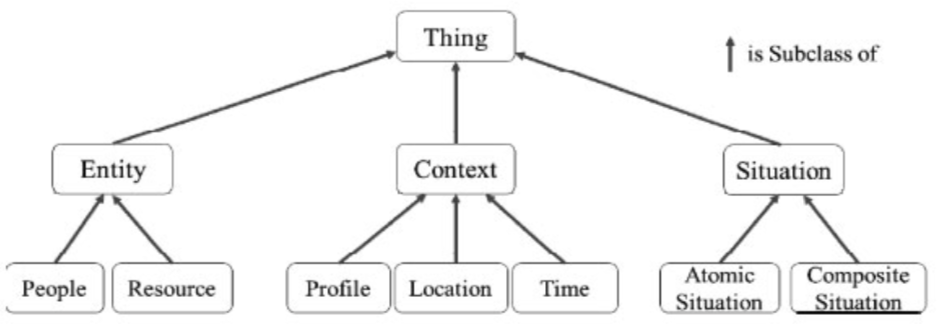 Thing
is Subclass of
Entity
Context
Situation
People
Resource
Profile
Location
Time
Atomic
Situation
Composite
Situation